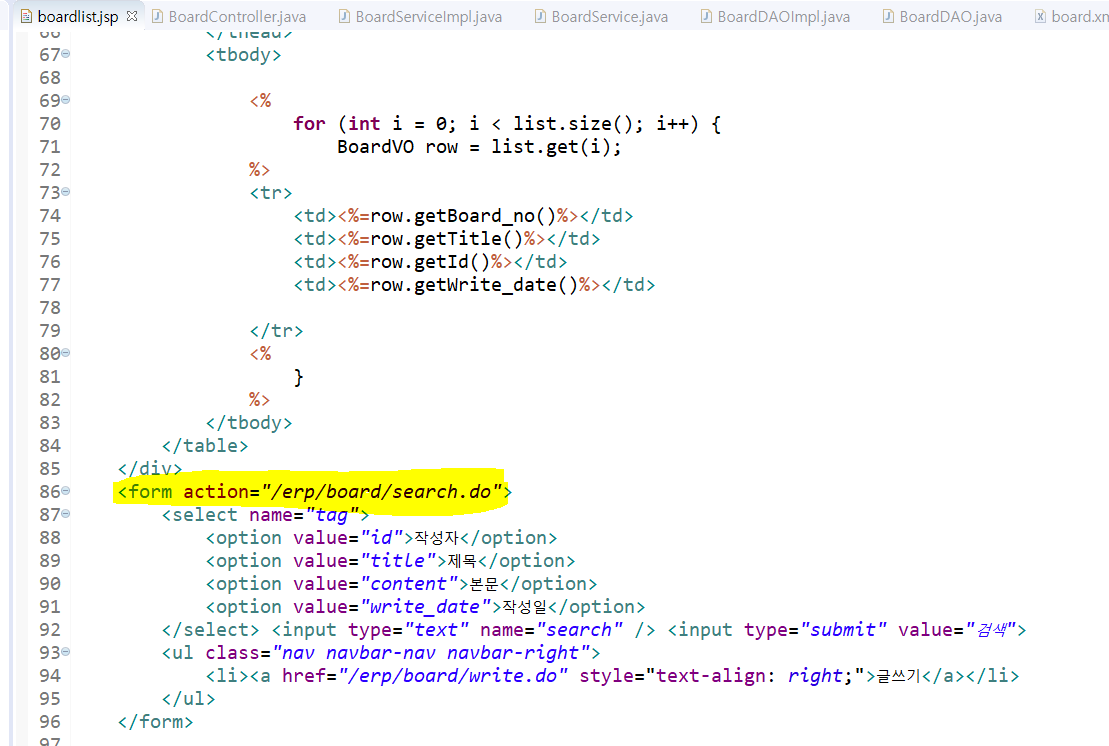 boardlist.jsp BoardController.java BoardServiceImpl.java BoardService.java BoardDAOImpl.java BoardDAO.java board.xm
66 </thead>
67 <tbody>
68
69 <%
70 for (int i = 0; i < list.size(); i++) {
71 BoardVO row = list.get(i);
72 %>
73 <tr>
74 <td><%=row.getBoard_no()%></td>
75 <td><%=row.getTitle()%></td>
76 <td><%=row.getId()%></td>
77 <td><%=row.getWrite_date()%></td>
78
79 </tr>
80 <%
81 }
82 %>
83 </tbody>
84 </table>
85 </div>
86 <form action="/erp/board/search.do">
87 <select name="tag">
88 <option value="id">작성자</option>
89 <option value="title">제목</option>
90 <option value="content">본문</option>
91 <option value="write_date">작성일</option>
92 </select> <input type="text" name="search" /> <input type="submit" value="검색">
93 <ul class="nav navbar-nav navbar-right">
94 <li><a href="/erp/board/write.do" style="text-align: right;">글쓰기</a></li>
95 </ul>
96 </form>
97